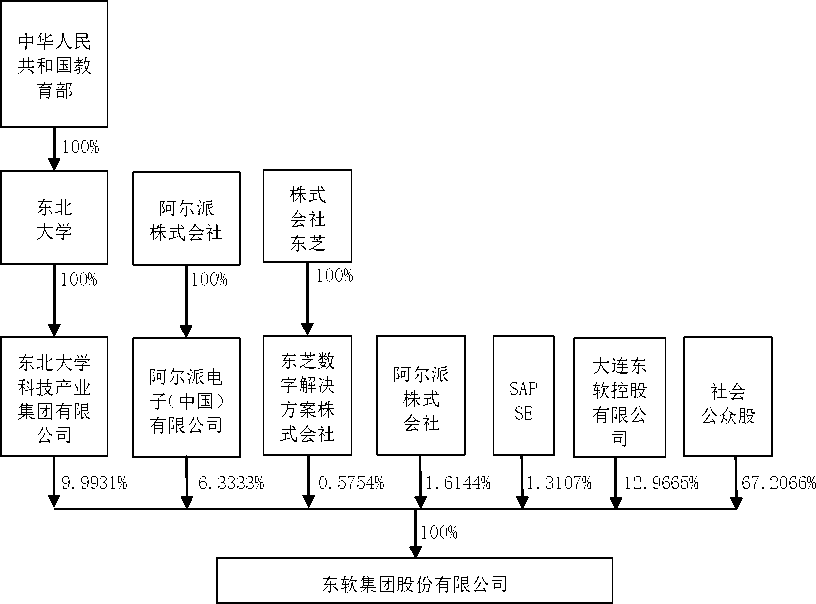 中华人民
共和国教
育部
100%
东北
大学
阿尔派
株式会社
株式
会社
东芝
100%
100%
100%
东北大学
科技产业
集团有限
公司
阿尔派电
子（中国）
有限公司
东芝数
字解决
方案株
式会社
阿尔派
株式
会社
SAP
SE
大连东
软控股
有限公
司
社会
公众股
9.9931%
6.3333%
0.5754%
1.6144%
1.3107%
12.9665%
67.2066%
100%
东软集团股份有限公司